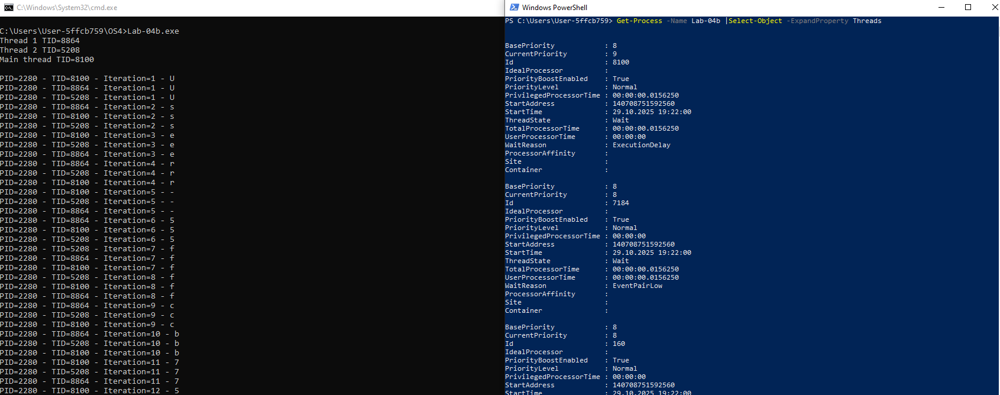 C:\Windows\System32\cmd.exe
C:\Users\User-5ffcb759\OS4>Lab-04b.exe
Thread 1 TID=8864
Thread 2 TID=5208
Main thread TID=8100
PID=2280 - TID=8100 - Iteration=1 - U
PID=2280 - TID=8864 - Iteration=1 - U
PID=2280 - TID=5208 - Iteration=1 - U
PID=2280 - TID=8864 - Iteration=2 - s
PID=2280 - TID=8100 - Iteration=2 - s
PID=2280 - TID=5208 - Iteration=2 - s
PID=2280 - TID=8100 - Iteration=3 - e
PID=2280 - TID=5208 - Iteration=3 - e
PID=2280 - TID=8864 - Iteration=3 - e
PID=2280 - TID=8864 - Iteration=4 - r
PID=2280 - TID=5208 - Iteration=4 - r
PID=2280 - TID=8100 - Iteration=4 - r
PID=2280 - TID=8100 - Iteration=5 - -
PID=2280 - TID=5208 - Iteration=5 - -
PID=2280 - TID=8864 - Iteration=5 - -
PID=2280 - TID=8864 - Iteration=6 - 5
PID=2280 - TID=8100 - Iteration=6 - 5
PID=2280 - TID=5208 - Iteration=6 - 5
PID=2280 - TID=5208 - Iteration=7 - f
PID=2280 - TID=8864 - Iteration=7 - f
PID=2280 - TID=8100 - Iteration=7 - f
PID=2280 - TID=5208 - Iteration=8 - f
PID=2280 - TID=8100 - Iteration=8 - f
PID=2280 - TID=8864 - Iteration=8 - f
PID=2280 - TID=8864 - Iteration=9 - c
PID=2280 - TID=5208 - Iteration=9 - c
PID=2280 - TID=8100 - Iteration=9 - c
PID=2280 - TID=8864 - Iteration=10 - b
PID=2280 - TID=5208 - Iteration=10 - b
PID=2280 - TID=8100 - Iteration=10 - b
PID=2280 - TID=8100 - Iteration=11 - 7
PID=2280 - TID=5208 - Iteration=11 - 7
PID=2280 - TID=8864 - Iteration=11 - 7
PID=2280 - TID=8100 - Iteration=12 - 5
Windows PowerShell
PS C:\Users\User-5ffcb759> Get-Process -Name Lab-04b |Select-Object -ExpandProperty Threads
BasePriority : 8
CurrentPriority : 9
Id : 8100
IdealProcessor :
PriorityBoostEnabled : True
PriorityLevel : Normal
PrivilegedProcessorTime : 00:00:00.0156250
StartAddress : 140708751592560
StartTime : 29.10.2025 19:22:00
ThreadState : Wait
TotalProcessorTime : 00:00:00.0156250
UserProcessorTime : 00:00:00
WaitReason : ExecutionDelay
ProcessorAffinity :
Site :
Container :
BasePriority : 8
CurrentPriority : 8
Id : 7184
IdealProcessor :
PriorityBoostEnabled : True
PriorityLevel : Normal
PrivilegedProcessorTime : 00:00:00
StartAddress : 140708751592560
StartTime : 29.10.2025 19:22:00
ThreadState : Wait
TotalProcessorTime : 00:00:00.0156250
UserProcessorTime : 00:00:00.0156250
WaitReason : EventPairLow
ProcessorAffinity :
Site :
Container :
BasePriority : 8
CurrentPriority : 8
Id : 160
IdealProcessor :
PriorityBoostEnabled : True
PriorityLevel : Normal
PrivilegedProcessorTime : 00:00:00
StartAddress : 140708751592560
StartTime : 29.10.2025 19:22:00